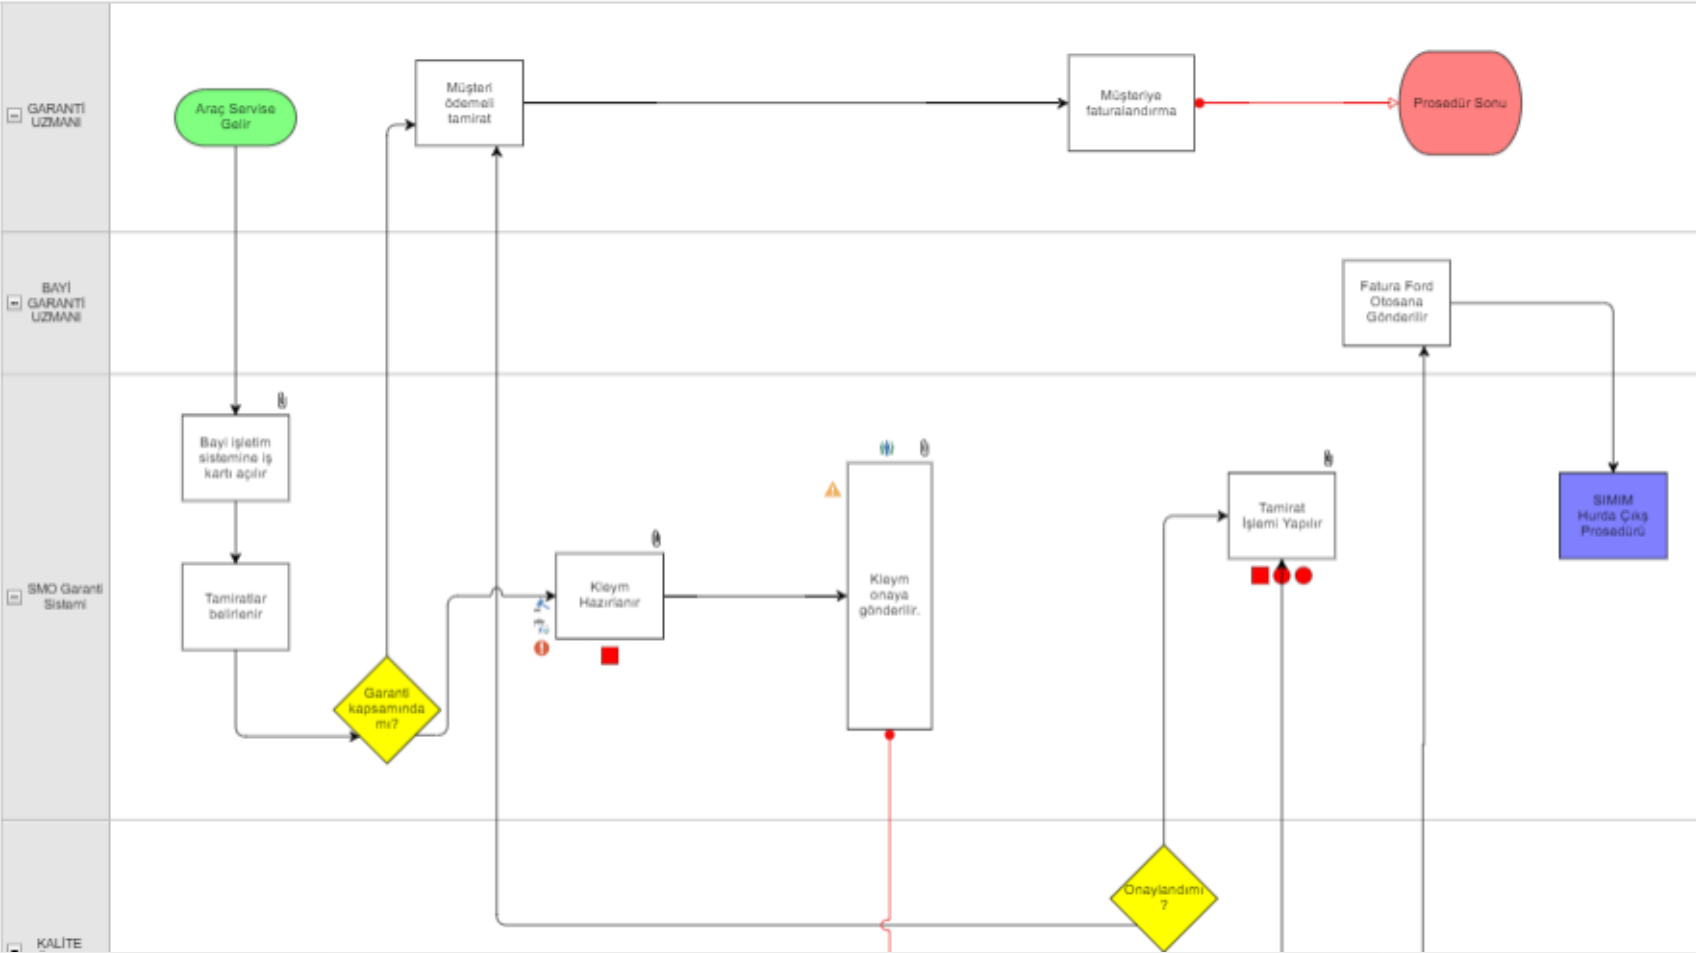 GARANTİ
UZMANI
Araç Servise
Gelir
Müşteri
ödemeli
tamirat
Müşteriye
faturalandırma
Prosedür Sonu
BAYİ
GARANTİ
UZMANI
Fatura Ford
Otosana
Gönderilir
SMO Garanti
Sistemi
Bayi işletim
sistemine iş
kartı açılır
Tamiratlar
belirlenir
Garanti
kapsamında
mı?
Kleym
Hazırlanır
Kleym
onaya
gönderilir.
Tamirat
İşlemi Yapılır
SIMIM
Hurda Çıkş
Prosedürü
KALİTE
Onaylandımı
?